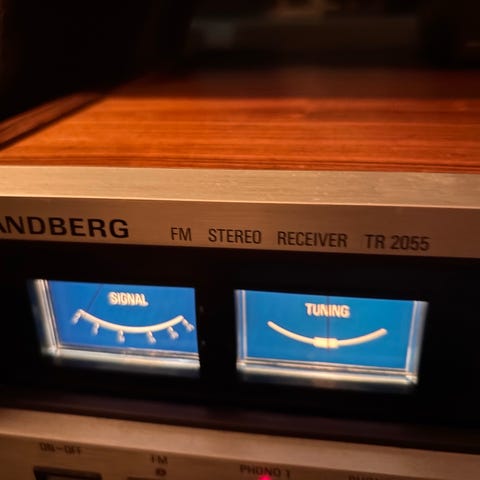 ANDBERG FM STEREO RECEIVER TR 2055
SIGNAL TUNING
ON-OFF FM PHONO 1